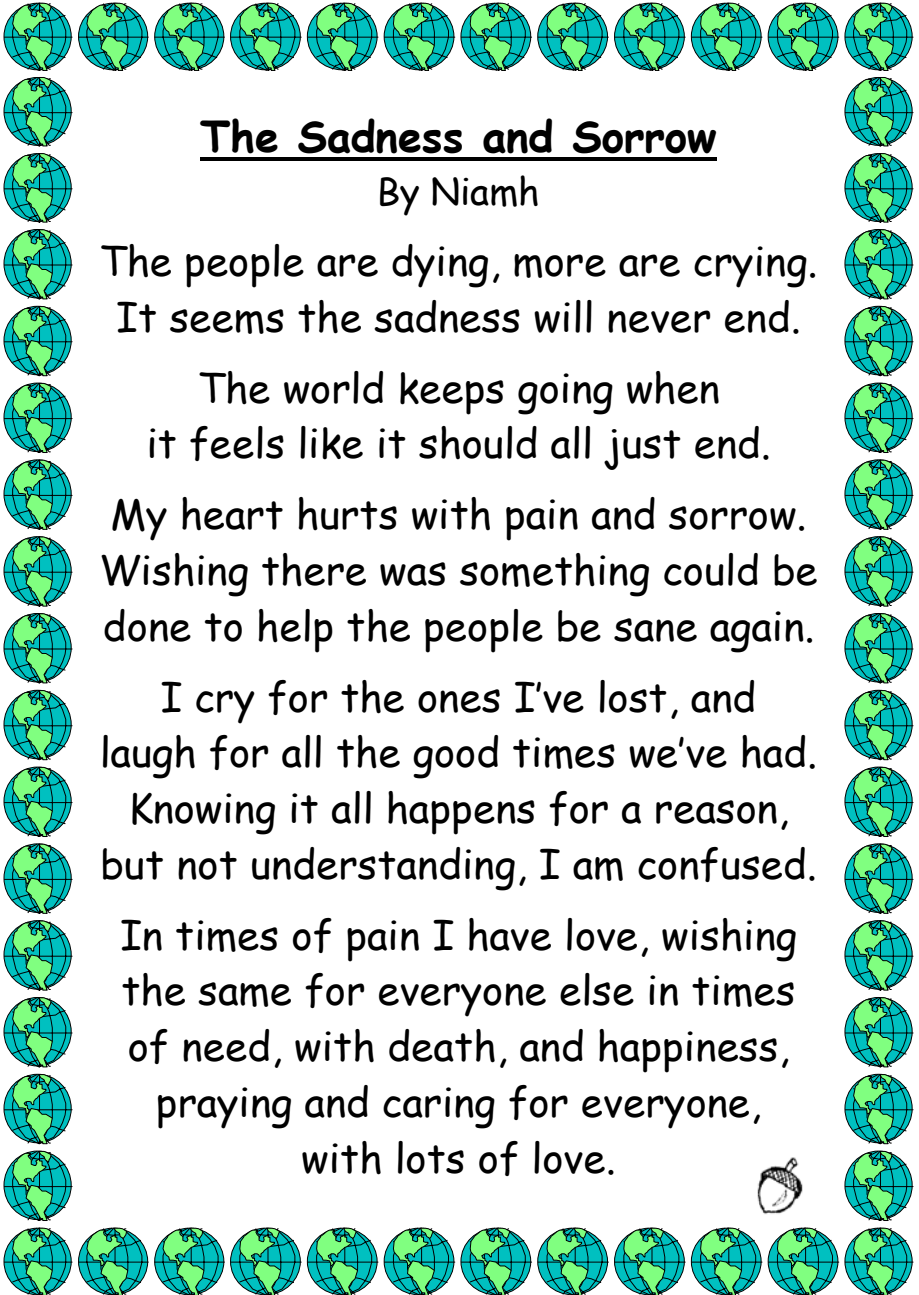 The Sadness and Sorrow
By Niamh
The people are dying, more are crying.
It seems the sadness will never end.
The world keeps going when
it feels like it should all just end.
My heart hurts with pain and sorrow.
Wishing there was something could be
done to help the people be sane again.
I cry for the ones I’ve lost, and
laugh for all the good times we’ve had.
Knowing it all happens for a reason,
but not understanding, I am confused.
In times of pain I have love, wishing
the same for everyone else in times
of need, with death, and happiness,
praying and caring for everyone,
with lots of love.